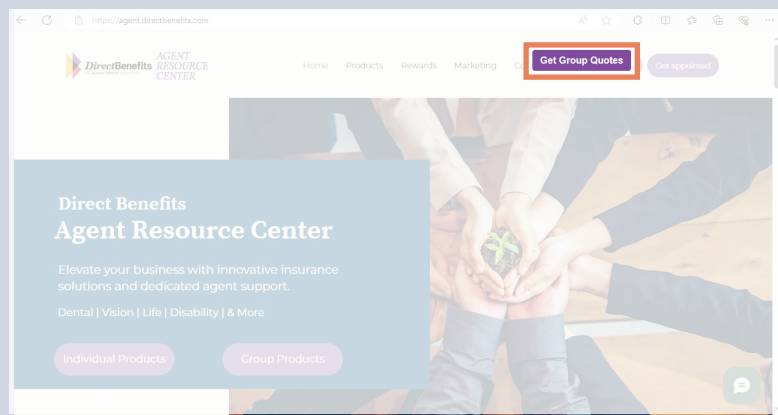 https://agent.directbenefits.com
DirectBenefits
AGENT
RESOURCE
CENTER
Home Products Rewards Marketing
Get Group Quotes
Get appointed
Direct Benefits
Agent Resource Center
Elevate your business with innovative insurance
solutions and dedicated agent support.
Dental | Vision | Life | Disability | & More
Individual Products
Group Products